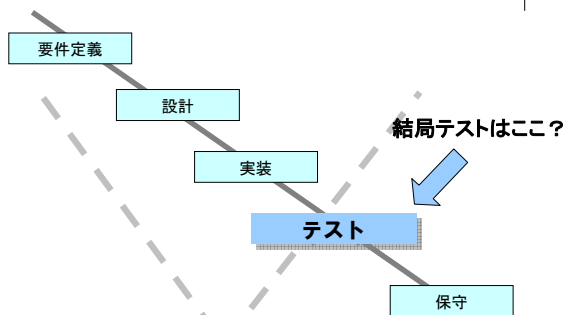 要件定義
設計
結局テストはここ？
実装
テスト
保守